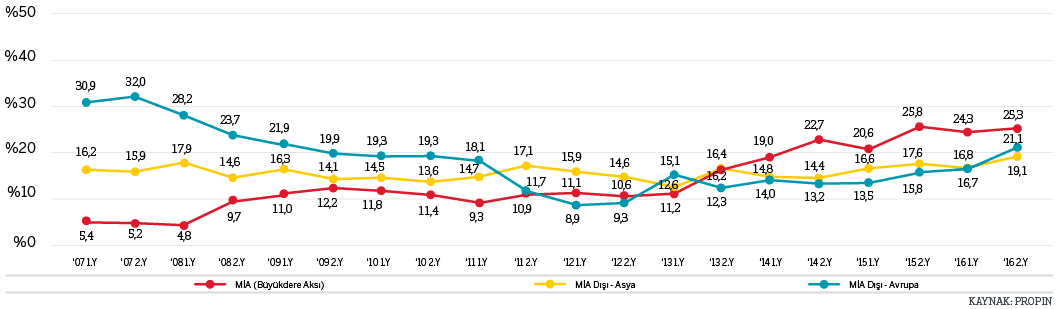 %50
%40
%30
%20
%10
%0
30,9 32,0 28,2 23,7 21,9 19,9 19,3 19,3 18,1 11,7 8,9 9,3 15,1 12,3 14,0 13,2 13,5 15,8 16,7 21,1
16,2 15,9 17,9 14,6 16,3 14,1 14,5 13,6 14,7 17,1 15,9 14,6 12,6 16,4 14,8 14,4 16,6 17,6 16,8 19,1
5,4 5,2 4,8 9,7 11,0 12,2 11,8 11,4 9,3 10,9 11,1 10,6 11,2 16,2 19,0 22,7 20,6 25,8 24,3 25,3
'07 1.Y '07 2.Y '08 1.Y '08 2.Y '09 1.Y '09 2.Y '10 1.Y '10 2.Y '11 1.Y '11 2.Y '12 1.Y '12 2.Y '13 1.Y '13 2.Y '14 1.Y '14 2.Y '15 1.Y '15 2.Y '16 1.Y '16 2.Y
MİA (Büyükdere Aksı) MİA Dışı - Asya MİA Dışı - Avrupa
KAYNAK: PROPIN